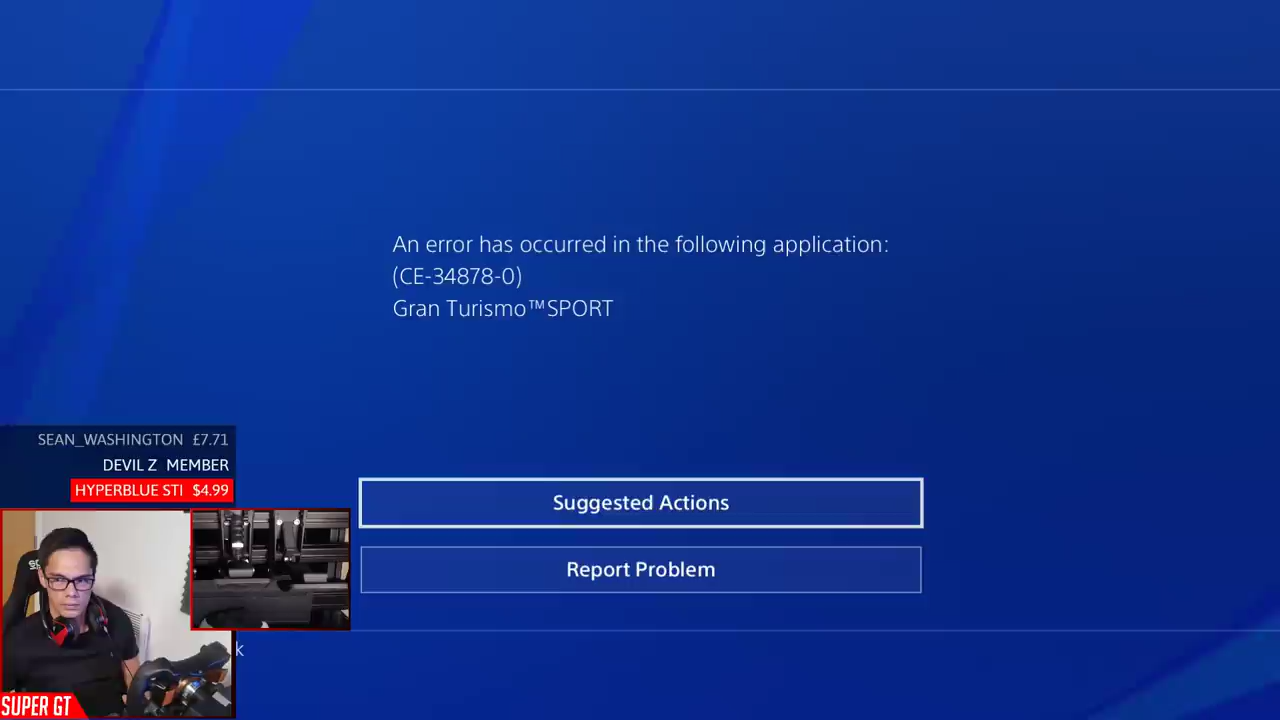 An error has occurred in the following application:
(CE-34878-0)
Gran Turismo™SPORT
SEAN_WASHINGTON £7.71
DEVIL Z MEMBER
HYPERBLUE STI $4.99
Suggested Actions
Report Problem
k
SUPER GT